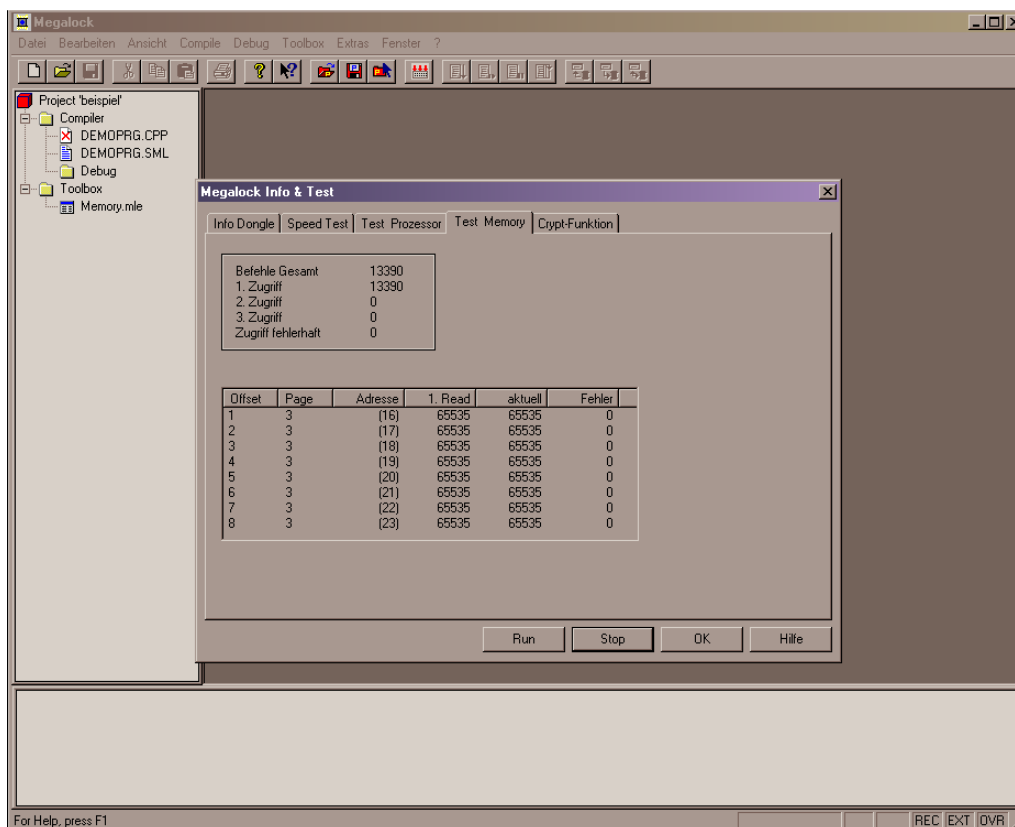 Megalock
Datei Bearbeiten Ansicht Compile Debug Toolbox Extras Fenster ?
Project 'beispiel'
Compiler
DEMOPRG.CPP
DEMOPRG.SML
Debug
Toolbox
Memory.mle
Megalock Info & Test
Info Dongle Speed Test Test Prozessor Test Memory Crypt-Funktion
Befehle Gesamt 13390
1. Zugriff 13390
2. Zugriff 0
3. Zugriff 0
Zugriff fehlerhaft 0
Offset Page Adresse 1. Read aktuell Fehler
1 3 (16) 65535 65535 0
2 3 (17) 65535 65535 0
3 3 (18) 65535 65535 0
4 3 (19) 65535 65535 0
5 3 (20) 65535 65535 0
6 3 (21) 65535 65535 0
7 3 (22) 65535 65535 0
8 3 (23) 65535 65535 0
Run Stop OK Hilfe
For Help, press F1
REC EXT OVR